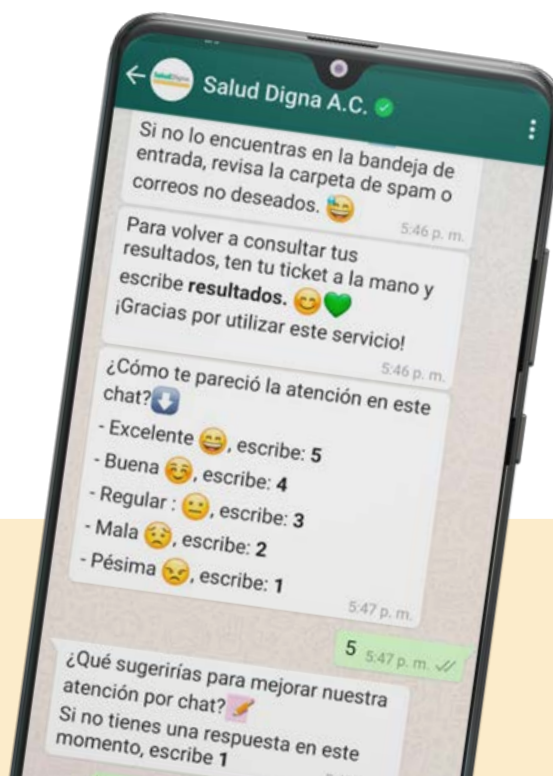 Salud Digna A.C.
Si no lo encuentras en la bandeja de
entrada, revisa la carpeta de spam o
correos no deseados. 😅
5:46 p. m.
Para volver a consultar tus
resultados, ten tu ticket a la mano y
escribe resultados. 😊💚
¡Gracias por utilizar este servicio!
5:46 p. m.
¿Cómo te pareció la atención en este
chat?⬇️
- Excelente 😄, escribe: 5
- Buena ☺️, escribe: 4
- Regular : 😐, escribe: 3
- Mala 😟, escribe: 2
- Pésima 😠, escribe: 1
5:47 p. m.
5 5:47 p. m.
¿Qué sugerirías para mejorar nuestra
atención por chat?
Si no tienes una respuesta en este
momento, escribe 1